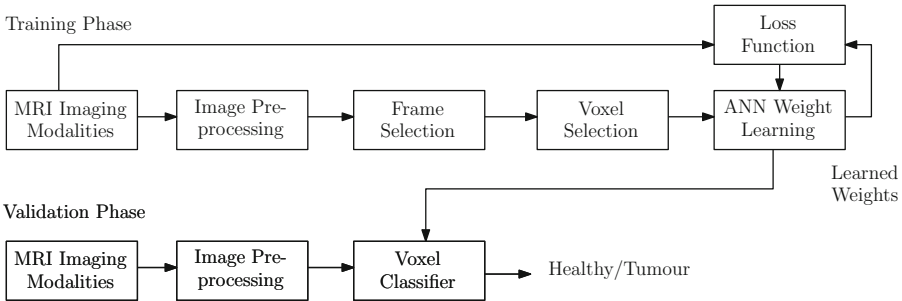 Training Phase
Loss
Function
MRI Imaging
Modalities
Image Pre-
processing
Frame
Selection
Voxel
Selection
ANN Weight
Learning
Learned
Weights
Validation Phase
MRI Imaging
Modalities
Image Pre-
processing
Voxel
Classifier
Healthy/Tumour